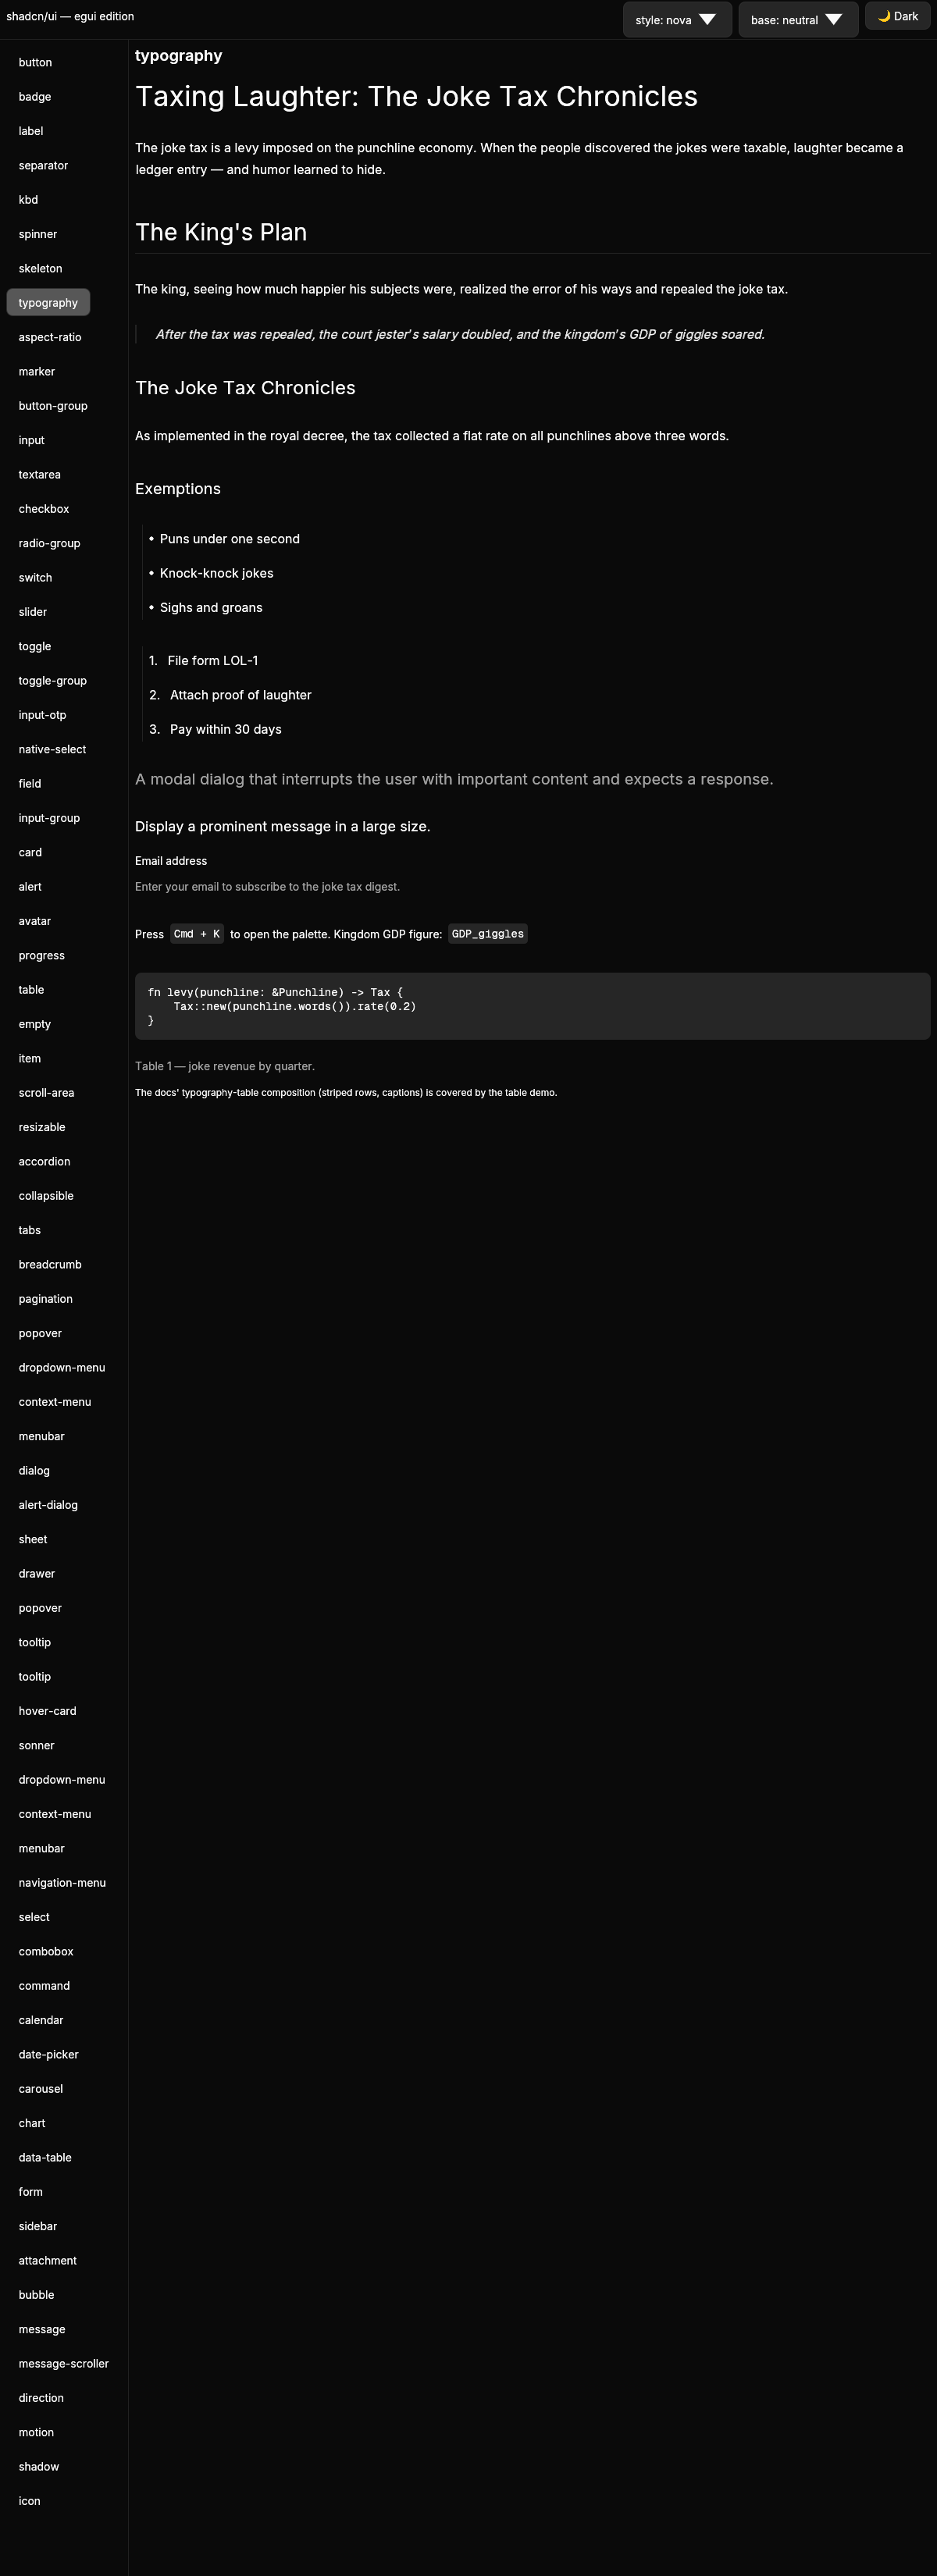 shadcn/ui — egui edition
style: nova
base: neutral
🌙 Dark
button
badge
label
separator
kbd
spinner
skeleton
typography
aspect-ratio
marker
button-group
input
textarea
checkbox
radio-group
switch
slider
toggle
toggle-group
input-otp
native-select
field
input-group
card
alert
avatar
progress
table
empty
item
scroll-area
resizable
accordion
collapsible
tabs
breadcrumb
pagination
popover
dropdown-menu
context-menu
menubar
dialog
alert-dialog
sheet
drawer
popover
tooltip
tooltip
hover-card
sonner
dropdown-menu
context-menu
menubar
navigation-menu
select
combobox
command
calendar
date-picker
carousel
chart
data-table
form
sidebar
attachment
bubble
message
message-scroller
direction
motion
shadow
icon
typography
Taxing Laughter: The Joke Tax Chronicles
The joke tax is a levy imposed on the punchline economy. When the people discovered the jokes were taxable, laughter became a
ledger entry — and humor learned to hide.
The King's Plan
The king, seeing how much happier his subjects were, realized the error of his ways and repealed the joke tax.
After the tax was repealed, the court jester's salary doubled, and the kingdom's GDP of giggles soared.
The Joke Tax Chronicles
As implemented in the royal decree, the tax collected a flat rate on all punchlines above three words.
Exemptions
• Puns under one second
• Knock-knock jokes
• Sighs and groans
1. File form LOL-1
2. Attach proof of laughter
3. Pay within 30 days
A modal dialog that interrupts the user with important content and expects a response.
Display a prominent message in a large size.
Email address
Enter your email to subscribe to the joke tax digest.
Press Cmd + K to open the palette. Kingdom GDP figure: GDP_giggles
fn levy(punchline: &Punchline) -> Tax {
    Tax::new(punchline.words()).rate(0.2)
}
Table 1 — joke revenue by quarter.
The docs' typography-table composition (striped rows, captions) is covered by the table demo.